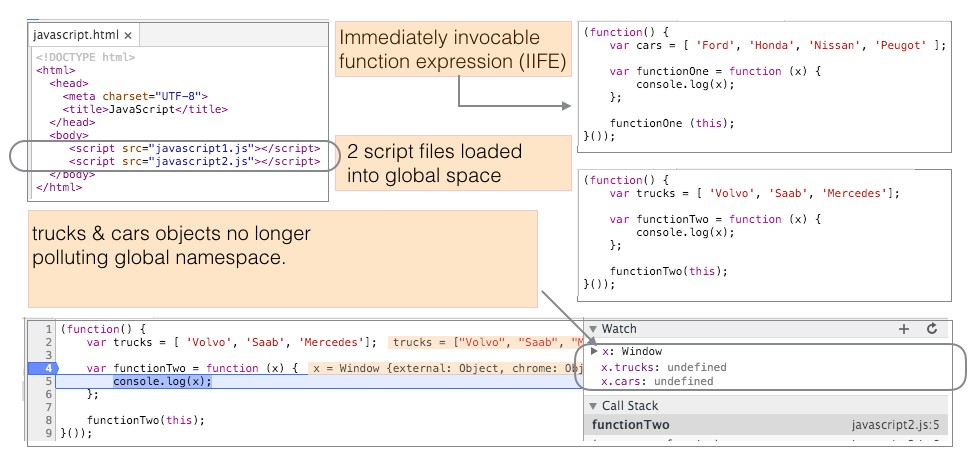 javascript.html ×
<!DOCTYPE html>
<html>
<head>
<meta charset="UTF-8">
<title>JavaScript</title>
</head>
<body>
<script src="javascript1.js"></script>
<script src="javascript2.js"></script>
</body>
</html>
Immediately invocable
function expression (IIFE)
2 script files loaded
into global space
(function() {
var cars = [ 'Ford', 'Honda', 'Nissan', 'Peugot' ];
var functionOne = function (x) {
console.log(x);
};
functionOne (this);
}());
(function() {
var trucks = [ 'Volvo', 'Saab', 'Mercedes'];
var functionTwo = function (x) {
console.log(x);
};
functionTwo(this);
}());
trucks & cars objects no longer
polluting global namespace.
1 (function() {
2 var trucks = [ 'Volvo', 'Saab', 'Mercedes']; trucks = ["Volvo", "Saab", "M
3
4 var functionTwo = function (x) { x = Window {external: Object, chrome: Obj
5 console.log(x);
6 };
7
8 functionTwo(this);
9 }());
Watch
x: Window
x.trucks: undefined
x.cars: undefined
Call Stack
functionTwo javascript2.js:5